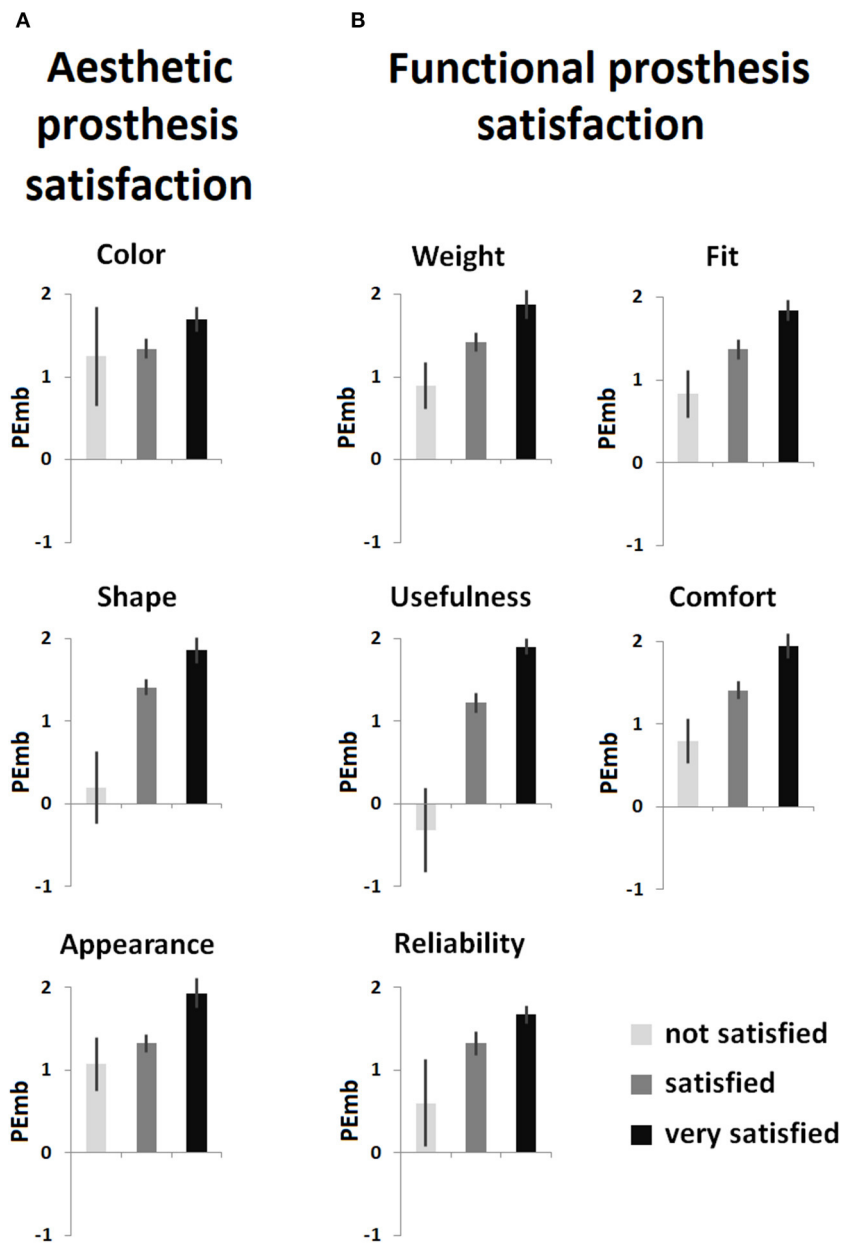 A
Aesthetic
prosthesis
satisfaction
Color
2
1
0
-1
PEmb
Shape
2
1
0
-1
PEmb
Appearance
2
1
0
-1
PEmb
B
Functional prosthesis
satisfaction
Weight
2
1
0
-1
PEmb
Fit
2
1
0
-1
PEmb
Usefulness
2
1
0
-1
PEmb
Comfort
2
1
0
-1
PEmb
Reliability
2
1
0
-1
PEmb
not satisfied
satisfied
very satisfied